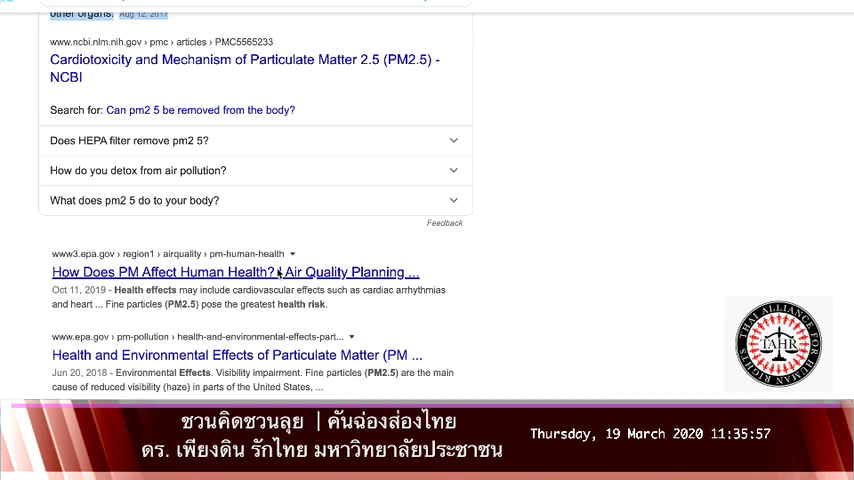 other organs. Aug 12, 2017
www.ncbi.nlm.nih.gov › pmc › articles › PMC5565233
Cardiotoxicity and Mechanism of Particulate Matter 2.5 (PM2.5) -
NCBI
Search for: Can pm2 5 be removed from the body?
Does HEPA filter remove pm2 5?
How do you detox from air pollution?
What does pm2 5 do to your body?
Feedback
www3.epa.gov › region1 › airquality › pm-human-health
How Does PM Affect Human Health? | Air Quality Planning ...
Oct 11, 2019 - Health effects may include cardiovascular effects such as cardiac arrhythmias
and heart ... Fine particles (PM2.5) pose the greatest health risk.
www.epa.gov › pm-pollution › health-and-environmental-effects-part...
Health and Environmental Effects of Particulate Matter (PM ...
Jun 20, 2018 - Environmental Effects. Visibility impairment. Fine particles (PM2.5) are the main
cause of reduced visibility (haze) in parts of the United States, ...
THAI ALLIANCE FOR HUMAN RIGHTS
TAHR
ชวนคิดชวนลุย | คันฉ่องส่องไทย
ดร. เพียงดิน รักไทย มหาวิทยาลัยประชาชน
Thursday, 19 March 2020 11:35:57